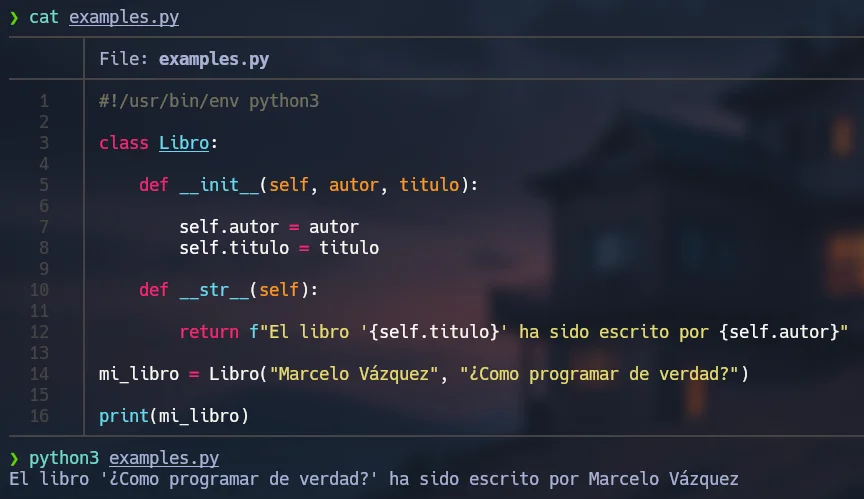 ❯ cat examples.py
File: examples.py
1 #!/usr/bin/env python3
2
3 class Libro:
4
5     def __init__(self, autor, titulo):
6
7         self.autor = autor
8         self.titulo = titulo
9
10     def __str__(self):
11
12         return f"El libro '{self.titulo}' ha sido escrito por {self.autor}"
13
14 mi_libro = Libro("Marcelo Vázquez", "¿Como programar de verdad?")
15
16 print(mi_libro)
❯ python3 examples.py
El libro '¿Como programar de verdad?' ha sido escrito por Marcelo Vázquez